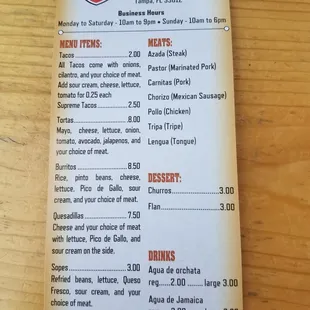 Tampa, FL 33612
Business Hours
Monday to Saturday - 10am to 9pm • Sunday - 10am to 6pm
MENU ITEMS:
Tacos 2.00
All Tacos come with onions,
cilantro, and your choice of meat.
Add sour cream, cheese, lettuce,
tomato for 0.25 each
Supreme Tacos 2.50
Tortas 8.00
Mayo, cheese, lettuce, onion,
tomato, avocado, jalapenos, and
your choice of meat.
Burritos 8.50
Rice, pinto beans, cheese,
lettuce, Pico de Gallo, sour
cream, and your choice of meat.
Quesadillas 7.50
Cheese and your choice of meat
with lettuce, Pico de Gallo, and
sour cream on the side.
Sopes 3.00
Refried beans, lettuce, Queso
Fresco, sour cream, and your
choice of meat.
MEATS:
Azada (Steak)
Pastor (Marinated Pork)
Carnitas (Pork)
Chorizo (Mexican Sausage)
Pollo (Chicken)
Tripa (Tripe)
Lengua (Tongue)
DESSERT:
Churros 3.00
Flan 3.00
DRINKS
Agua de orchata
reg 2.00 large 3.00
Agua de Jamaica